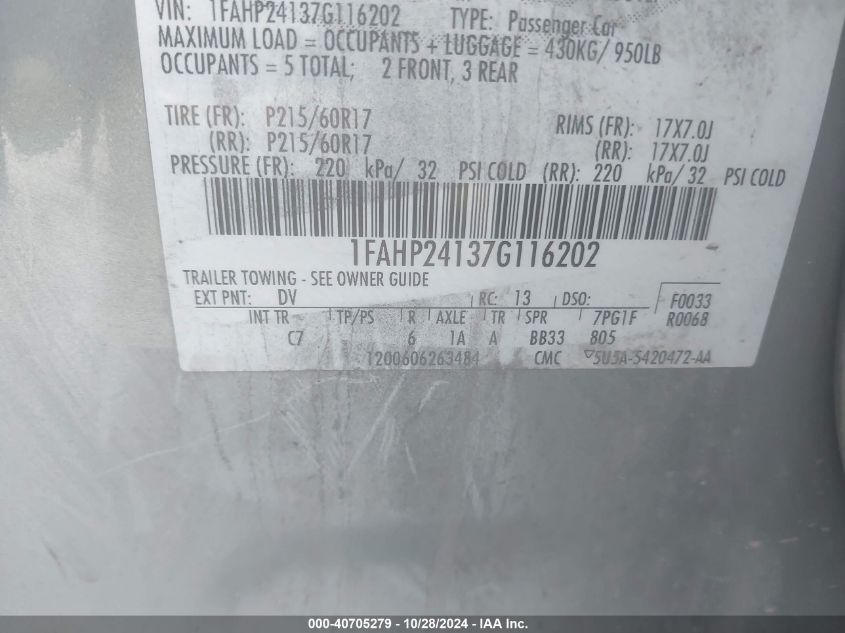 VIN: 1FAHP24137G116202 TYPE: Passenger Car
MAXIMUM LOAD = OCCUPANTS + LUGGAGE = 430KG/ 950LB
OCCUPANTS = 5 TOTAL; 2 FRONT, 3 REAR
TIRE (FR): P215/60R17 RIMS (FR): 17X7.0J
(RR): P215/60R17 (RR): 17X7.0J
PRESSURE (FR): 220 kPa/ 32 PSI COLD (RR): 220 kPa/ 32 PSI COLD
1FAHP24137G116202
TRAILER TOWING - SEE OWNER GUIDE
EXT PNT: DV RC: 13 DSO: F0033
INT TR TP/PS R AXLE TR SPR 7PG1F R0068
C7 6 1A A BB33 805
1200606263484 CMC 5U5A-5420472-AA
000-40705279 - 10/28/2024 - IAA Inc.